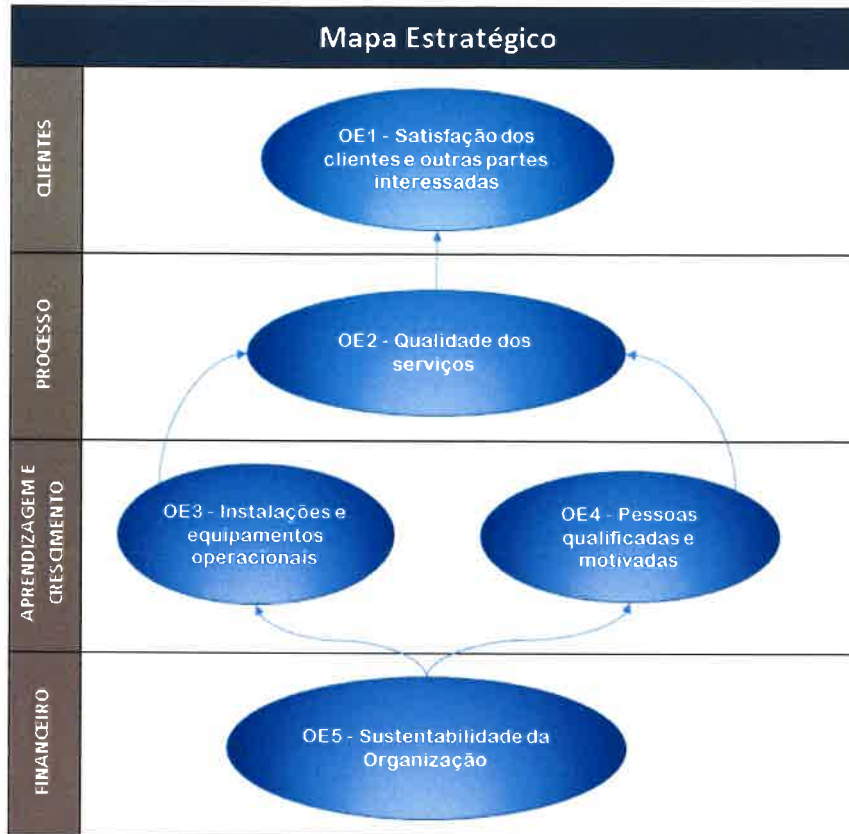 Mapa Estratégico
CLIENTES
OE1 - Satisfação dos
clientes e outras partes
interessadas
PROCESSO
OE2 - Qualidade dos
serviços
APRENDIZAGEM E
CRESCIMENTO
OE3 - Instalações e
equipamentos
operacionais
OE4 - Pessoas
qualificadas e
motivadas
FINANCEIRO
OE5 - Sustentabilidade da
Organização